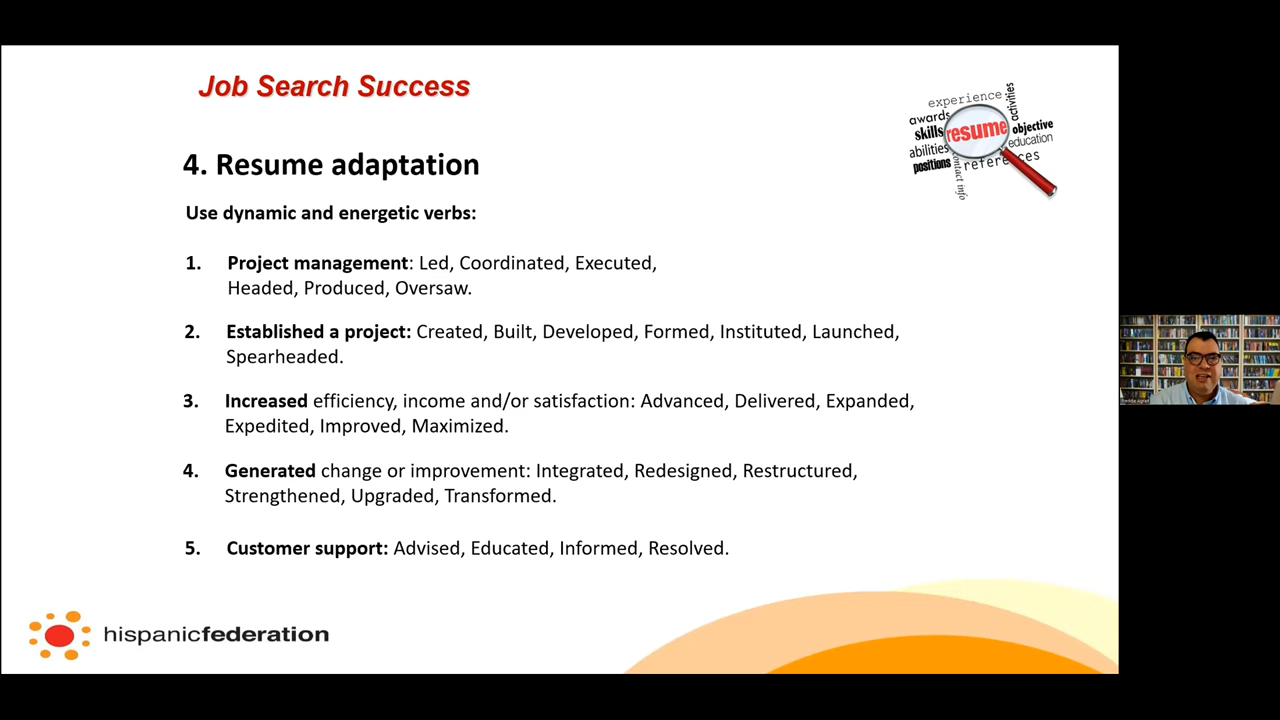 Job Search Success
experience
activities
awards
skills
resume
objective
abilities
education
positions
references
contact info
4. Resume adaptation
Use dynamic and energetic verbs:
1. Project management: Led, Coordinated, Executed,
Headed, Produced, Oversaw.
2. Established a project: Created, Built, Developed, Formed, Instituted, Launched,
Spearheaded.
3. Increased efficiency, income and/or satisfaction: Advanced, Delivered, Expanded,
Expedited, Improved, Maximized.
4. Generated change or improvement: Integrated, Redesigned, Restructured,
Strengthened, Upgraded, Transformed.
5. Customer support: Advised, Educated, Informed, Resolved.
hispanicfederation